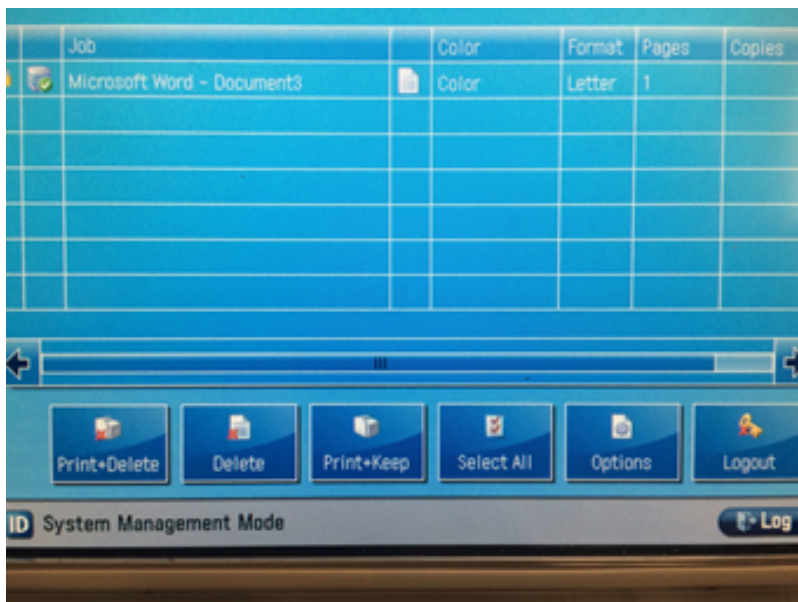 Job Color Format Pages Copies
Microsoft Word - Document3 Color Letter 1
Print+Delete Delete Print+Keep Select All Options Logout
ID System Management Mode Log